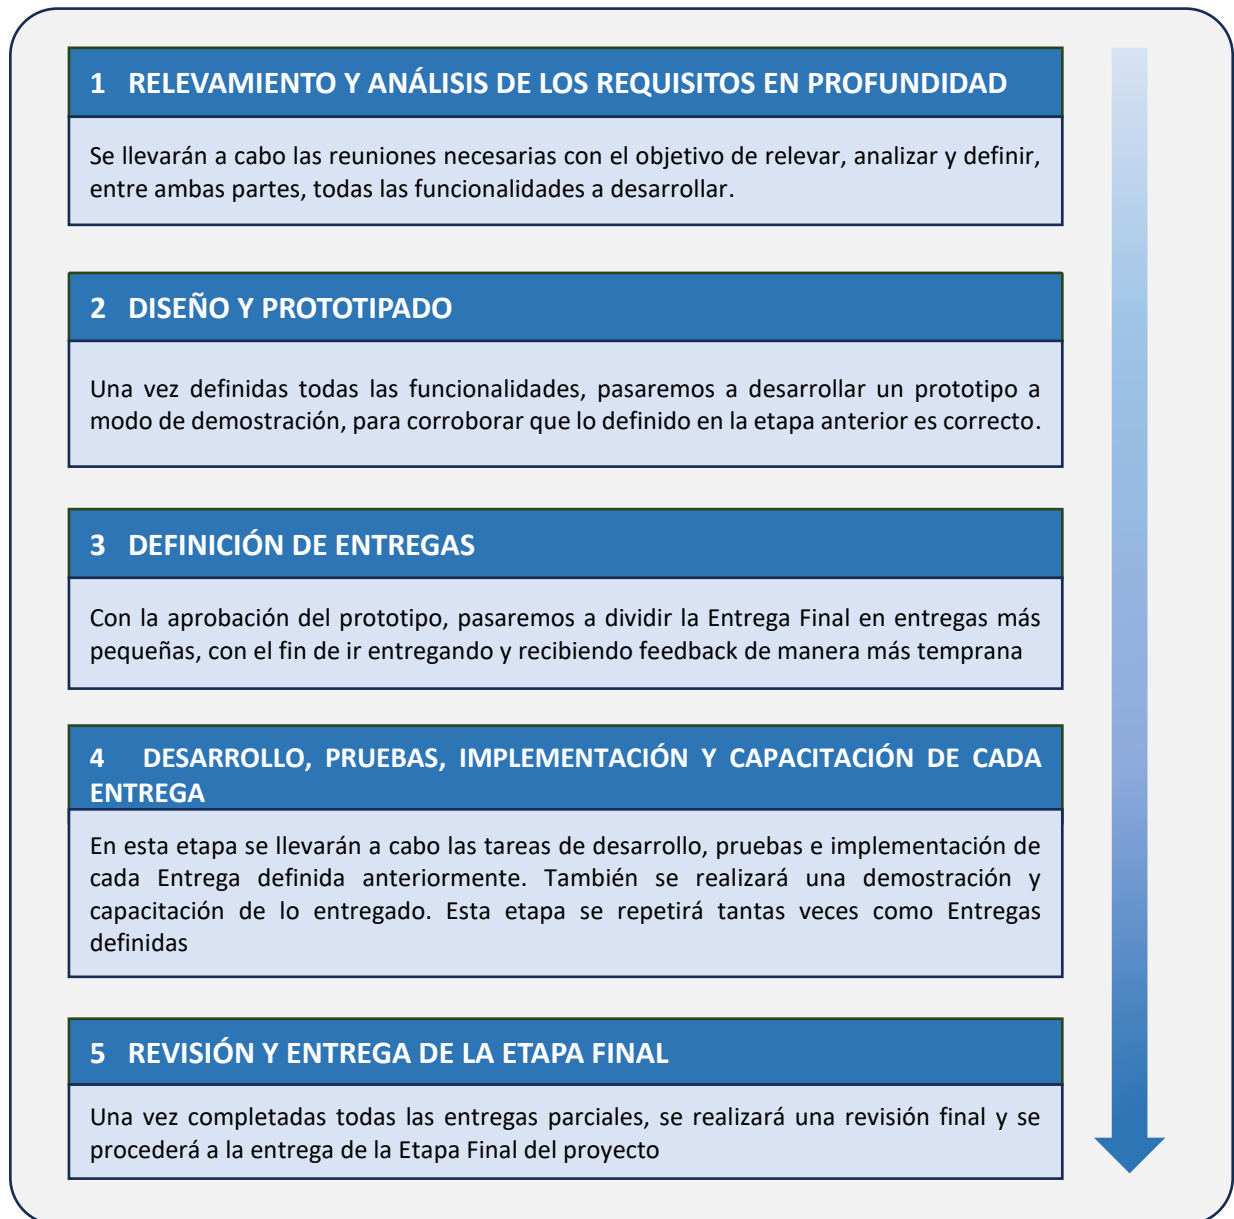 1 RELEVAMIENTO Y ANÁLISIS DE LOS REQUISITOS EN PROFUNDIDAD
Se llevarán a cabo las reuniones necesarias con el objetivo de relevar, analizar y definir,
entre ambas partes, todas las funcionalidades a desarrollar.
2 DISEÑO Y PROTOTIPADO
Una vez definidas todas las funcionalidades, pasaremos a desarrollar un prototipo a
modo de demostración, para corroborar que lo definido en la etapa anterior es correcto.
3 DEFINICIÓN DE ENTREGAS
Con la aprobación del prototipo, pasaremos a dividir la Entrega Final en entregas más
pequeñas, con el fin de ir entregando y recibiendo feedback de manera más temprana
4 DESARROLLO, PRUEBAS, IMPLEMENTACIÓN Y CAPACITACIÓN DE CADA
ENTREGA
En esta etapa se llevarán a cabo las tareas de desarrollo, pruebas e implementación de
cada Entrega definida anteriormente. También se realizará una demostración y
capacitación de lo entregado. Esta etapa se repetirá tantas veces como Entregas
definidas
5 REVISIÓN Y ENTREGA DE LA ETAPA FINAL
Una vez completadas todas las entregas parciales, se realizará una revisión final y se
procederá a la entrega de la Etapa Final del proyecto